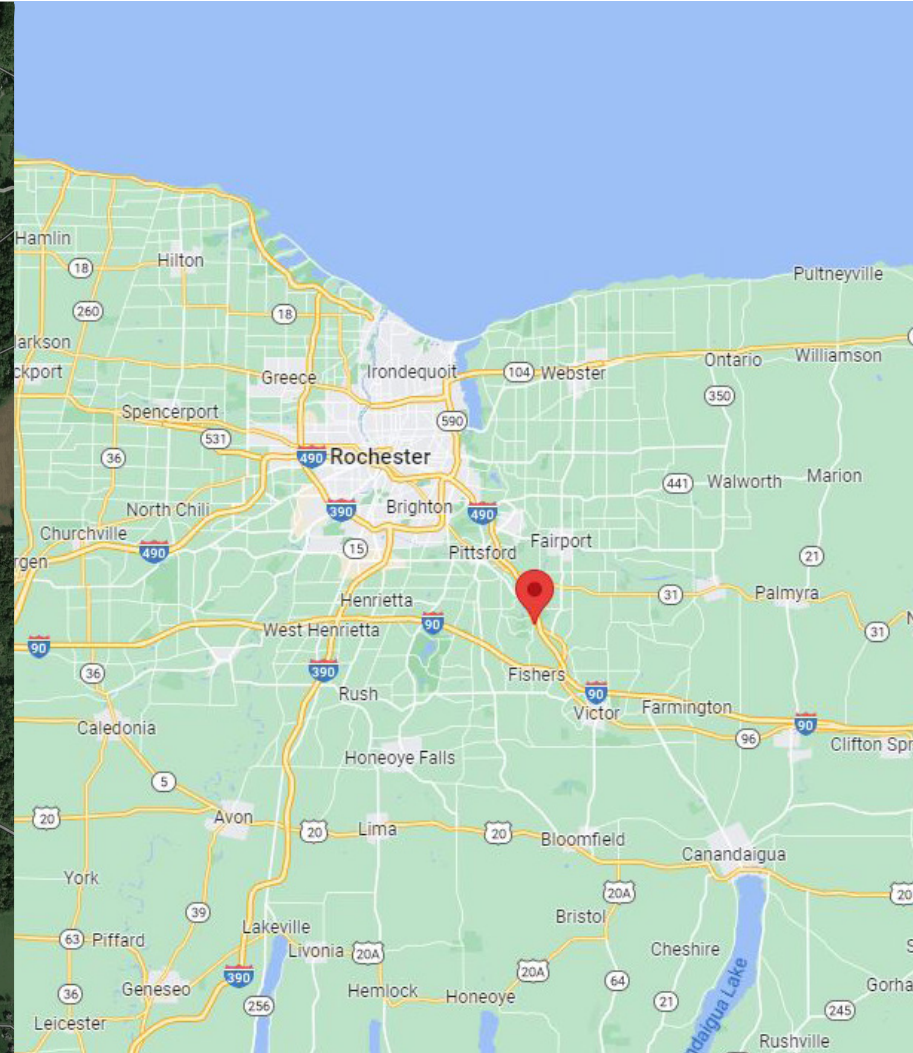 Hamlin
Hilton
18
Pultneyville
260
18
larkson
ckport
Greece
Irondequoit
104
Webster
Ontario
Williamson
350
Spencerport
590
531
36
490
Rochester
441
Walworth
Marion
North Chili
390
Brighton
490
Churchville
490
15
Pittsford
Fairport
21
rgen
31
Palmyra
Henrietta
West Henrietta
90
31
N
90
36
390
Fishers
Rush
90
Victor
Farmington
90
Caledonia
96
Clifton Spr
Honeoye Falls
5
20
Avon
20
Lima
20
Bloomfield
Canandaigua
York
20A
20
39
Bristol
63
Piffard
Lakeville
Livonia
20A
Cheshire
S
390
20A
64
Geneseo
36
Hemlock
Honeoye
21
Gorha
256
245
Leicester
ndaigua Lake
Rushville